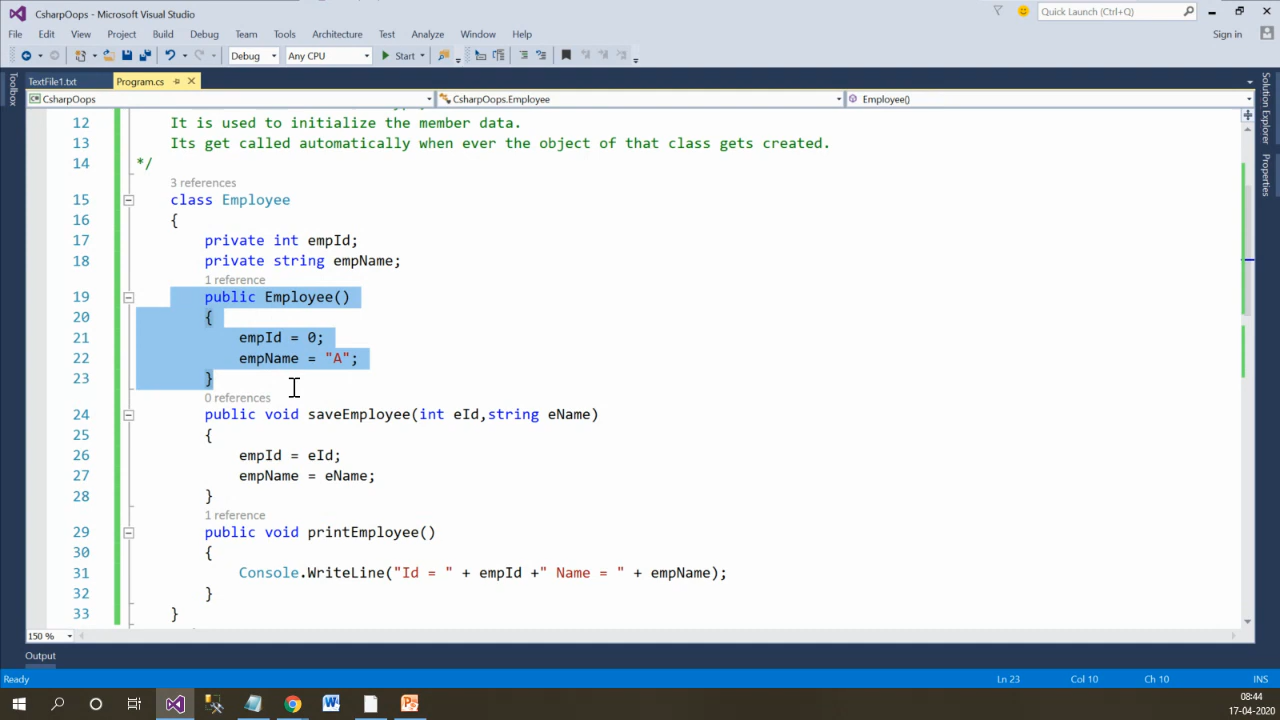 CsharpOops - Microsoft Visual Studio
Quick Launch (Ctrl+Q)
File Edit View Project Build Debug Team Tools Architecture Test Analyze Window Help
Sign in
Debug Any CPU Start
TextFile1.txt Program.cs
CsharpOops CsharpOops.Employee Employee()
Toolbox
Solution Explorer
Properties
12 It is used to initialize the member data.
13 Its get called automatically when ever the object of that class gets created.
14 */
3 references
15 class Employee
16 {
17 private int empId;
18 private string empName;
1 reference
19 public Employee()
20 {
21 empId = 0;
22 empName = "A";
23 }
0 references
24 public void saveEmployee(int eId,string eName)
25 {
26 empId = eId;
27 empName = eName;
28 }
1 reference
29 public void printEmployee()
30 {
31 Console.WriteLine("Id = " + empId +" Name = " + empName);
32 }
33 }
150 %
Output
Ready Ln 23 Col 10 Ch 10 INS
08:44
17-04-2020